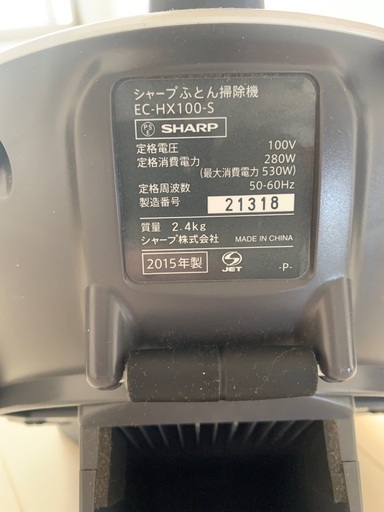 シャープふとん掃除機
EC-HX100-S
PS E SHARP
定格電圧 100V
定格消費電力 280W
(最大消費電力 530W)
定格周波数 50-60Hz
製造番号 21318
質量 2.4kg
シャープ株式会社 MADE IN CHINA
2015年製 JET -P-